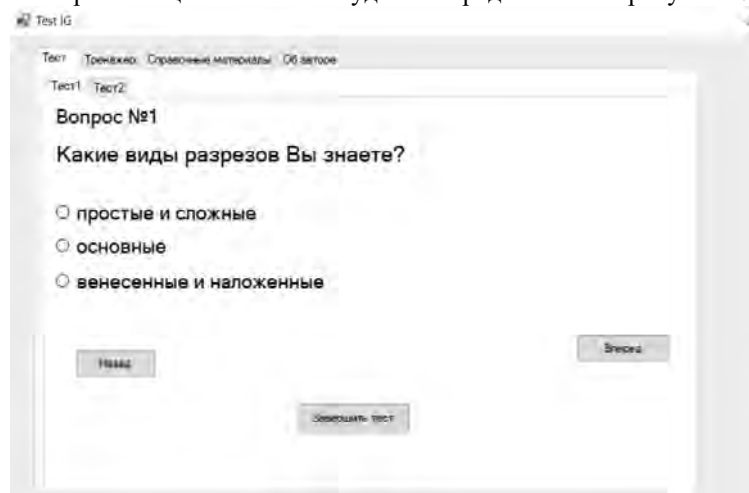 Test IG
Тест Тренажер Справочные материалы Об авторе
Тест1 Тест2
Вопрос №1
Какие виды разрезов Вы знаете?
простые и сложные
основные
венесенные и наложенные
Вперед
Назад
Завершить тест